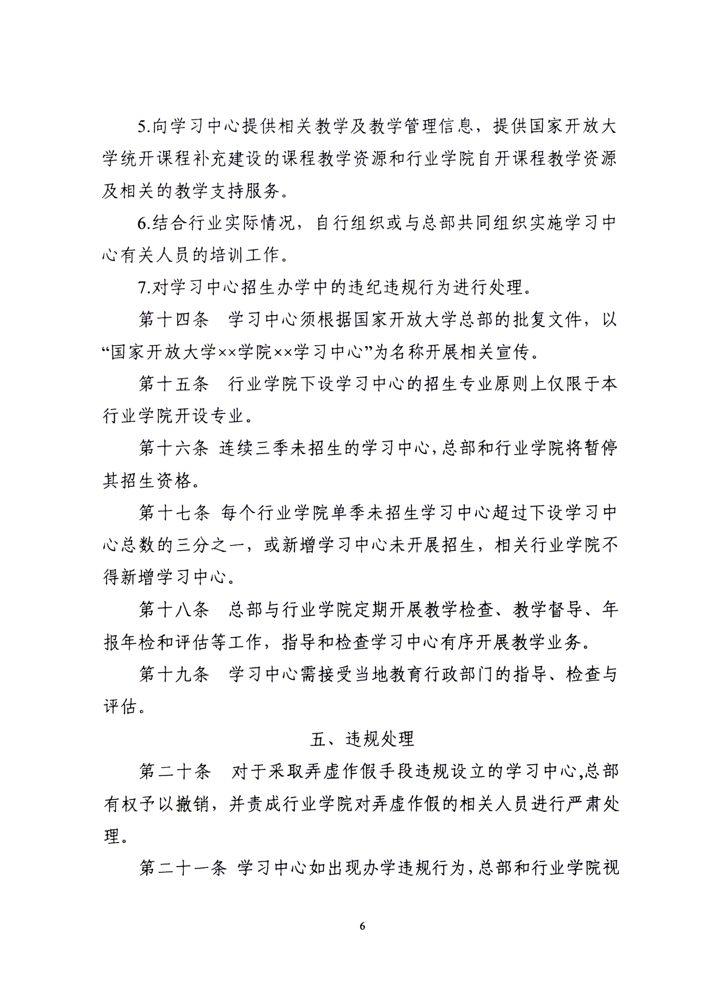 5.向学习中心提供相关教学及教学管理信息，提供国家开放大
学统开课程补充建设的课程教学资源和行业学院自开课程教学资源
及相关的教学支持服务。
6.结合行业实际情况，自行组织或与总部共同组织实施学习中
心有关人员的培训工作。
7.对学习中心招生办学中的违纪违规行为进行处理。
第十四条　学习中心须根据国家开放大学总部的批复文件，以
“国家开放大学××学院××学习中心”为名称开展相关宣传。
第十五条　行业学院下设学习中心的招生专业原则上仅限于本
行业学院开设专业。
第十六条 连续三季未招生的学习中心,总部和行业学院将暂停
其招生资格。
第十七条 每个行业学院单季未招生学习中心超过下设学习中
心总数的三分之一，或新增学习中心未开展招生，相关行业学院不
得新增学习中心。
第十八条　总部与行业学院定期开展教学检查、教学督导、年
报年检和评估等工作，指导和检查学习中心有序开展教学业务。
第十九条　学习中心需接受当地教育行政部门的指导、检查与
评估。
五、违规处理
第二十条　对于采取弄虚作假手段违规设立的学习中心,总部
有权予以撤销，并责成行业学院对弄虚作假的相关人员进行严肃处
理。
第二十一条 学习中心如出现办学违规行为,总部和行业学院视
6